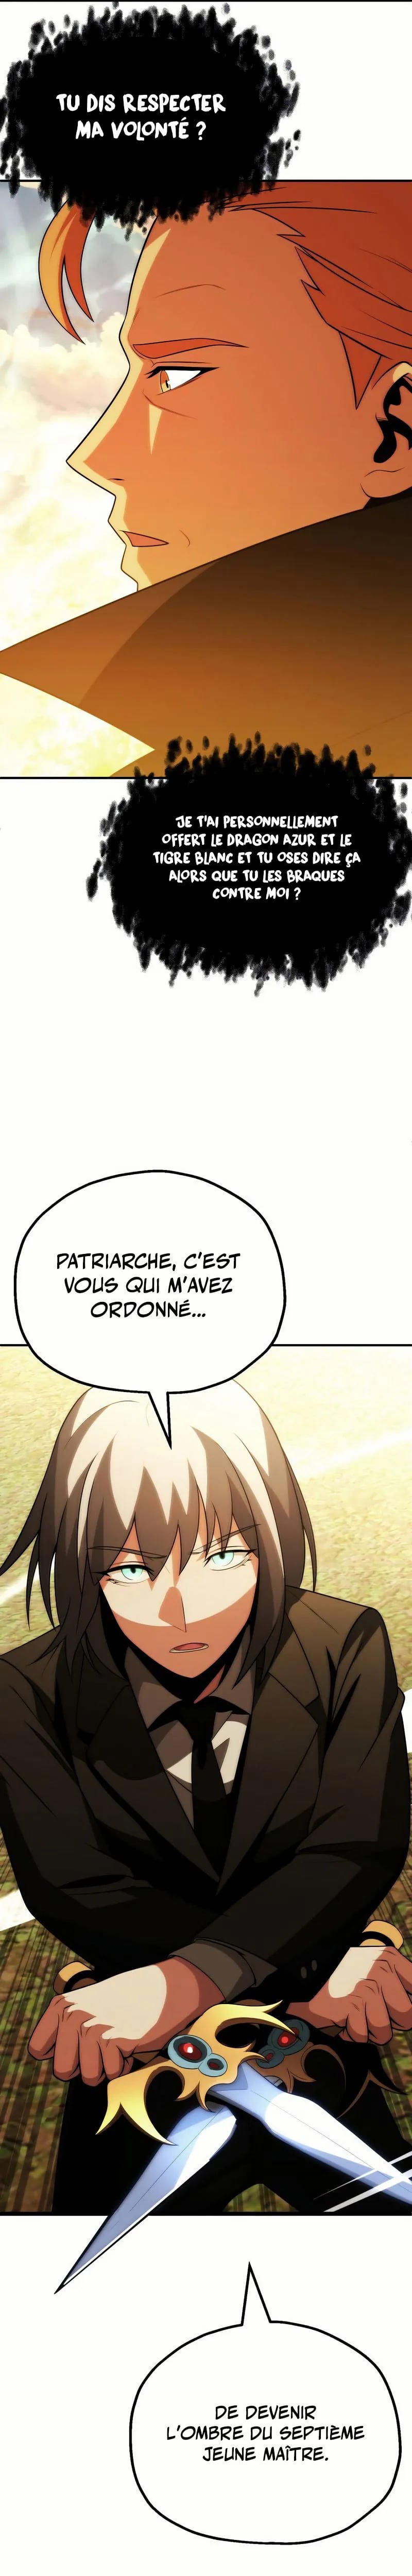 TU DIS RESPECTER
MA VOLONTÉ ?
JE T'AI PERSONNELLEMENT
OFFERT LE DRAGON AZUR ET LE
TIGRE BLANC ET TU OSES DIRE ÇA
ALORS QUE TU LES BRAQUES
CONTRE MOI ?
PATRIARCHE, C'EST
VOUS QUI M'AVEZ
ORDONNÉ...
DE DEVENIR
L'OMBRE DU SEPTIÈME
JEUNE MAÎTRE.